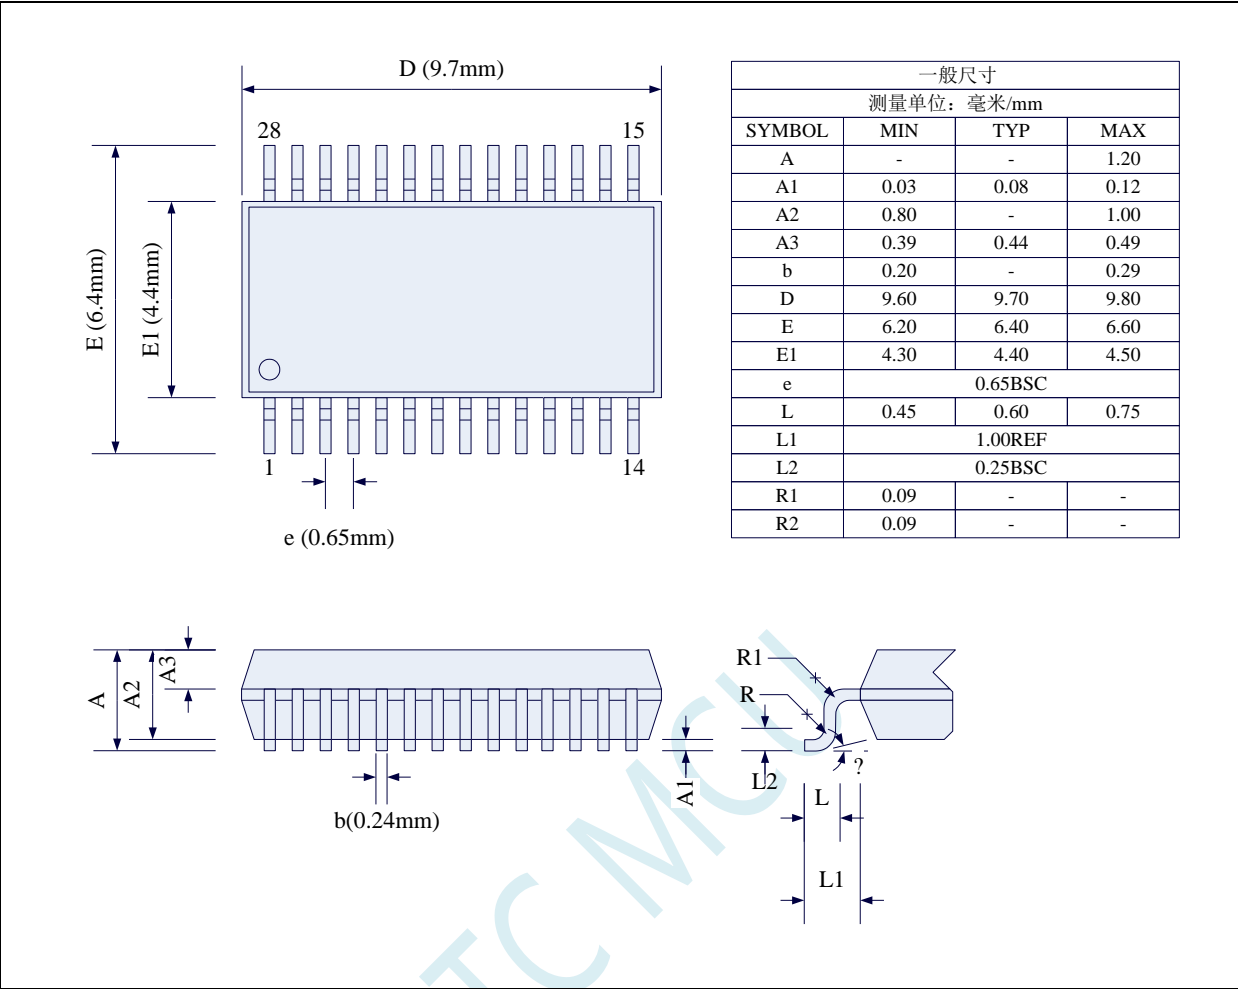 D (9.7mm)
28
15
E (6.4mm)
E1 (4.4mm)
1
14
e (0.65mm)
一般尺寸
测量单位：毫米/mm
SYMBOL MIN TYP MAX
A - - 1.20
A1 0.03 0.08 0.12
A2 0.80 - 1.00
A3 0.39 0.44 0.49
b 0.20 - 0.29
D 9.60 9.70 9.80
E 6.20 6.40 6.60
E1 4.30 4.40 4.50
e 0.65BSC
L 0.45 0.60 0.75
L1 1.00REF
L2 0.25BSC
R1 0.09 - -
R2 0.09 - -
A
A2
A3
b(0.24mm)
A1
R1
R
L2
?
L
L1
TC MCU